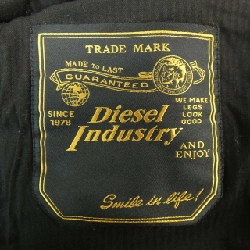 TRADE MARK
MADE to LAST
GUARANTEED
SINCE
1978
WE MAKE
LEGS
LOOK
GOOD
Diesel
Industry
AND
ENJOY
Smile in life!